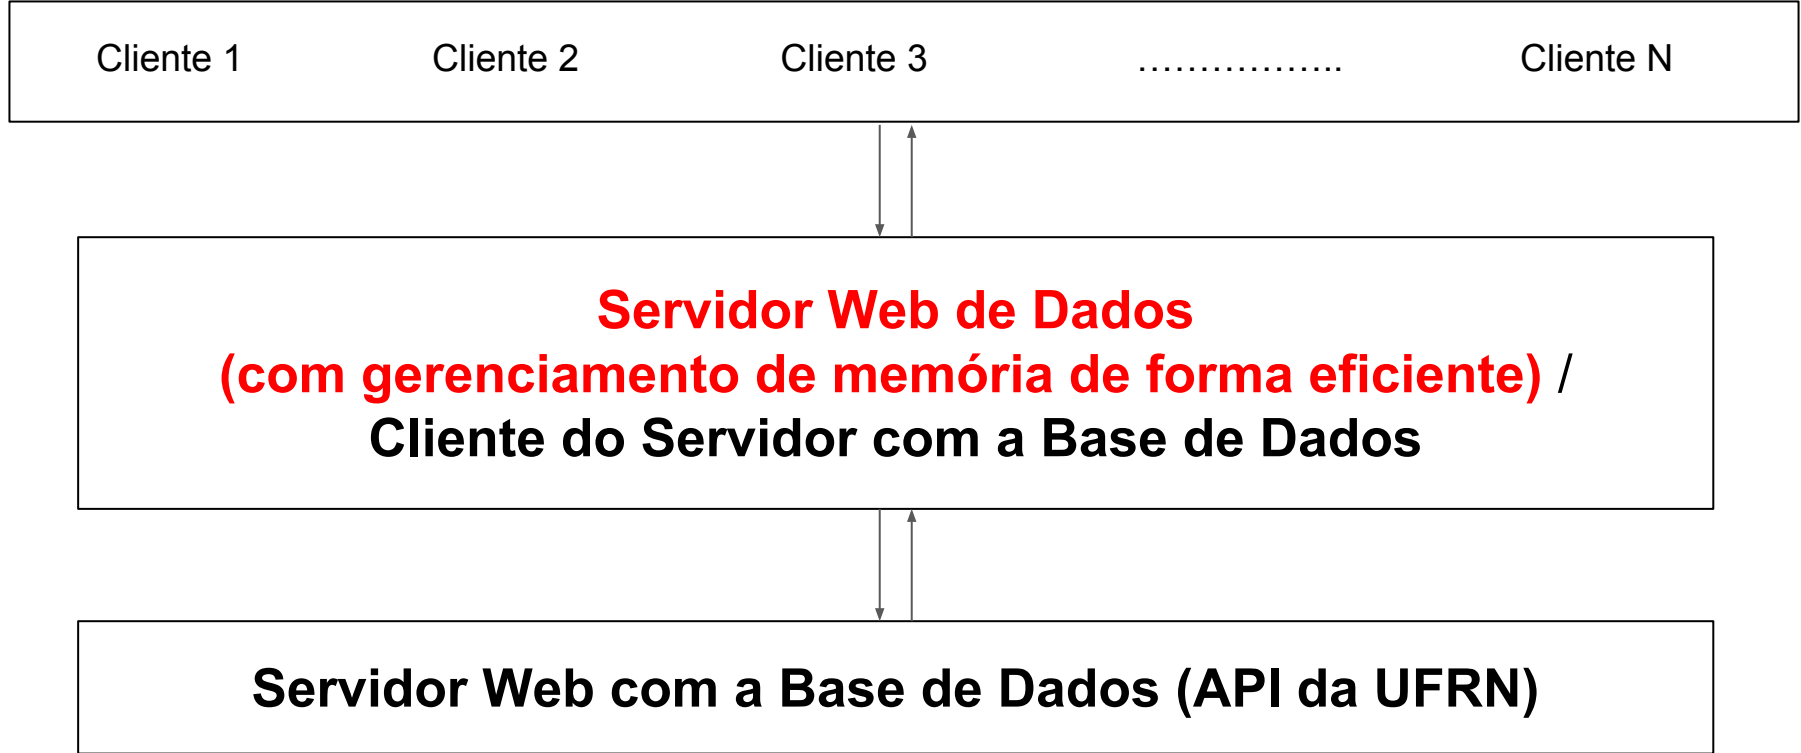 Cliente 1 Cliente 2 Cliente 3 …………….. Cliente N
Servidor Web de Dados
(com gerenciamento de memória de forma eficiente) /
Cliente do Servidor com a Base de Dados
Servidor Web com a Base de Dados (API da UFRN)